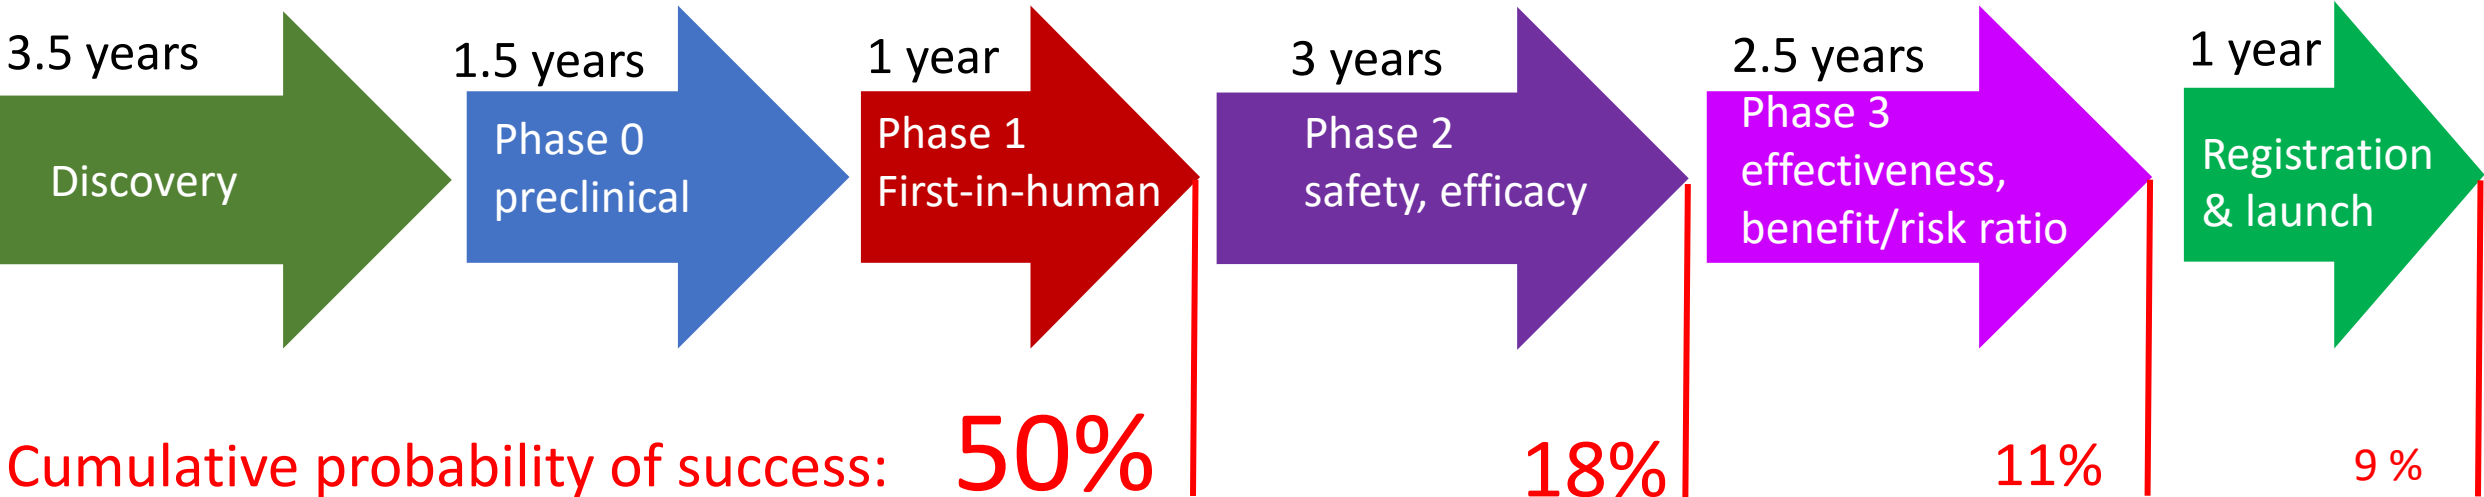 3.5 years
Discovery
1.5 years
Phase 0
preclinical
1 year
Phase 1
First-in-human
3 years
Phase 2
safety, efficacy
2.5 years
Phase 3
effectiveness,
benefit/risk ratio
1 year
Registration
& launch
Cumulative probability of success: 50% 18% 11% 9 %